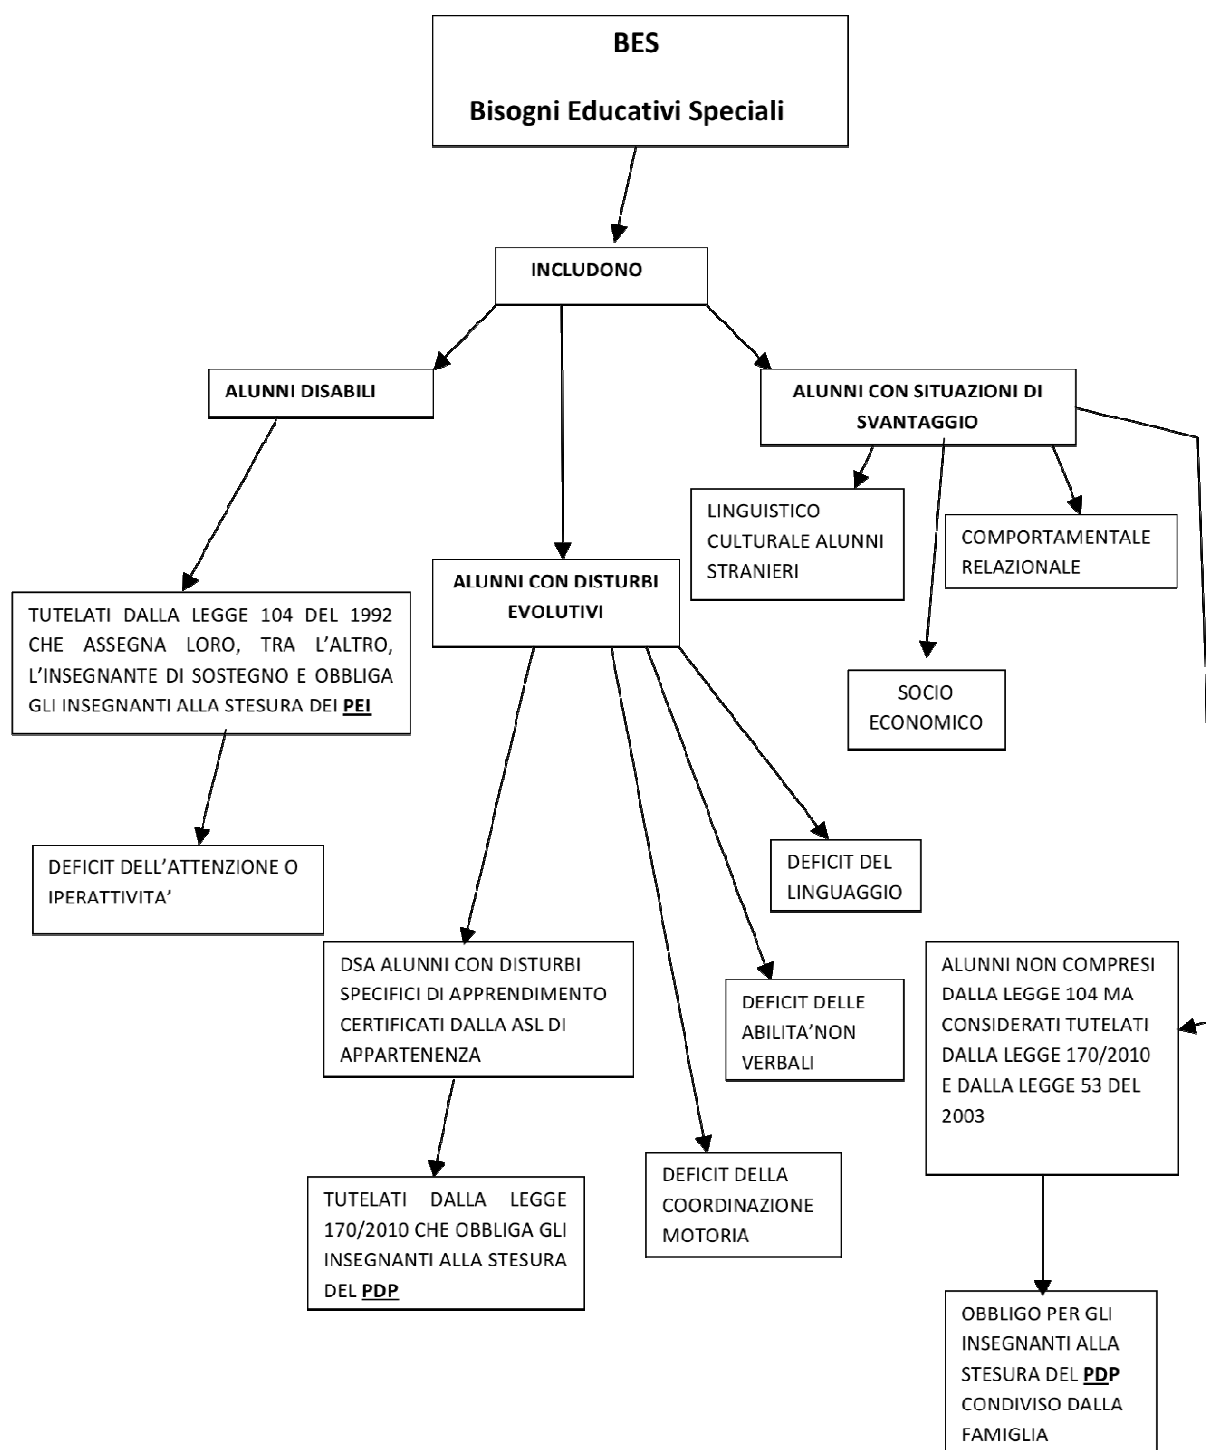 BES
Bisogni Educativi Speciali
INCLUDONO
ALUNNI DISABILI
ALUNNI CON SITUAZIONI DI
SVANTAGGIO
LINGUISTICO
CULTURALE ALUNNI
STRANIERI
COMPORTAMENTALE
RELAZIONALE
SOCIO
ECONOMICO
ALUNNI CON DISTURBI
EVOLUTIVI
TUTELATI DALLA LEGGE 104 DEL 1992
CHE ASSEGNA LORO, TRA L'ALTRO,
L'INSEGNANTE DI SOSTEGNO E OBBLIGA
GLI INSEGNANTI ALLA STESURA DEI PEI
DEFICIT DELL'ATTENZIONE O
IPERATTIVITA'
DEFICIT DEL
LINGUAGGIO
DSA ALUNNI CON DISTURBI
SPECIFICI DI APPRENDIMENTO
CERTIFICATI DALLA ASL DI
APPARTENENZA
DEFICIT DELLE
ABILITA'NON
VERBALI
ALUNNI NON COMPRESI
DALLA LEGGE 104 MA
CONSIDERATI TUTELATI
DALLA LEGGE 170/2010
E DALLA LEGGE 53 DEL
2003
TUTELATI DALLA LEGGE
170/2010 CHE OBBLIGA GLI
INSEGNANTI ALLA STESURA
DEL PDP
DEFICIT DELLA
COORDINAZIONE
MOTORIA
OBBLIGO PER GLI
INSEGNANTI ALLA
STESURA DEL PDP
CONDIVISO DALLA
FAMIGLIA